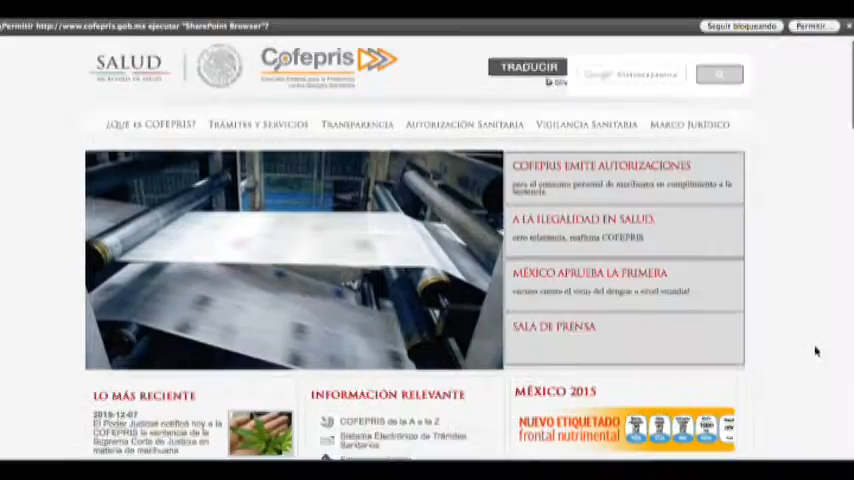 Permitir http://www.cofepris.gob.mx ejecutar "SharePoint Browser"?
Seguir bloqueando
Permitir...
SALUD
Cofepris
TRADUCIR
Google
¿QUÉ ES COFEPRIS?
TRÁMITES Y SERVICIOS
TRANSPARENCIA
AUTORIZACIÓN SANITARIA
VIGILANCIA SANITARIA
MARCO JURÍDICO
COFEPRIS EMITE AUTORIZACIONES
para el consumo personal de marihuana en cumplimiento a la
sentencia.
A LA ILEGALIDAD EN SALUD,
cero tolerancia, reafirma COFEPRIS
MÉXICO APRUEBA LA PRIMERA
vacuna contra el virus del dengue a nivel mundial
SALA DE PRENSA
LO MÁS RECIENTE
2015-12-07
El Poder Judicial notificó hoy a la
COFEPRIS la sentencia de la
Suprema Corte de Justicia en
materia de marihuana
INFORMACIÓN RELEVANTE
COFEPRIS de la A a la Z
Sistema Electrónico de Trámites
Sanitarios
MÉXICO 2015
NUEVO ETIQUETADO
frontal nutrimental